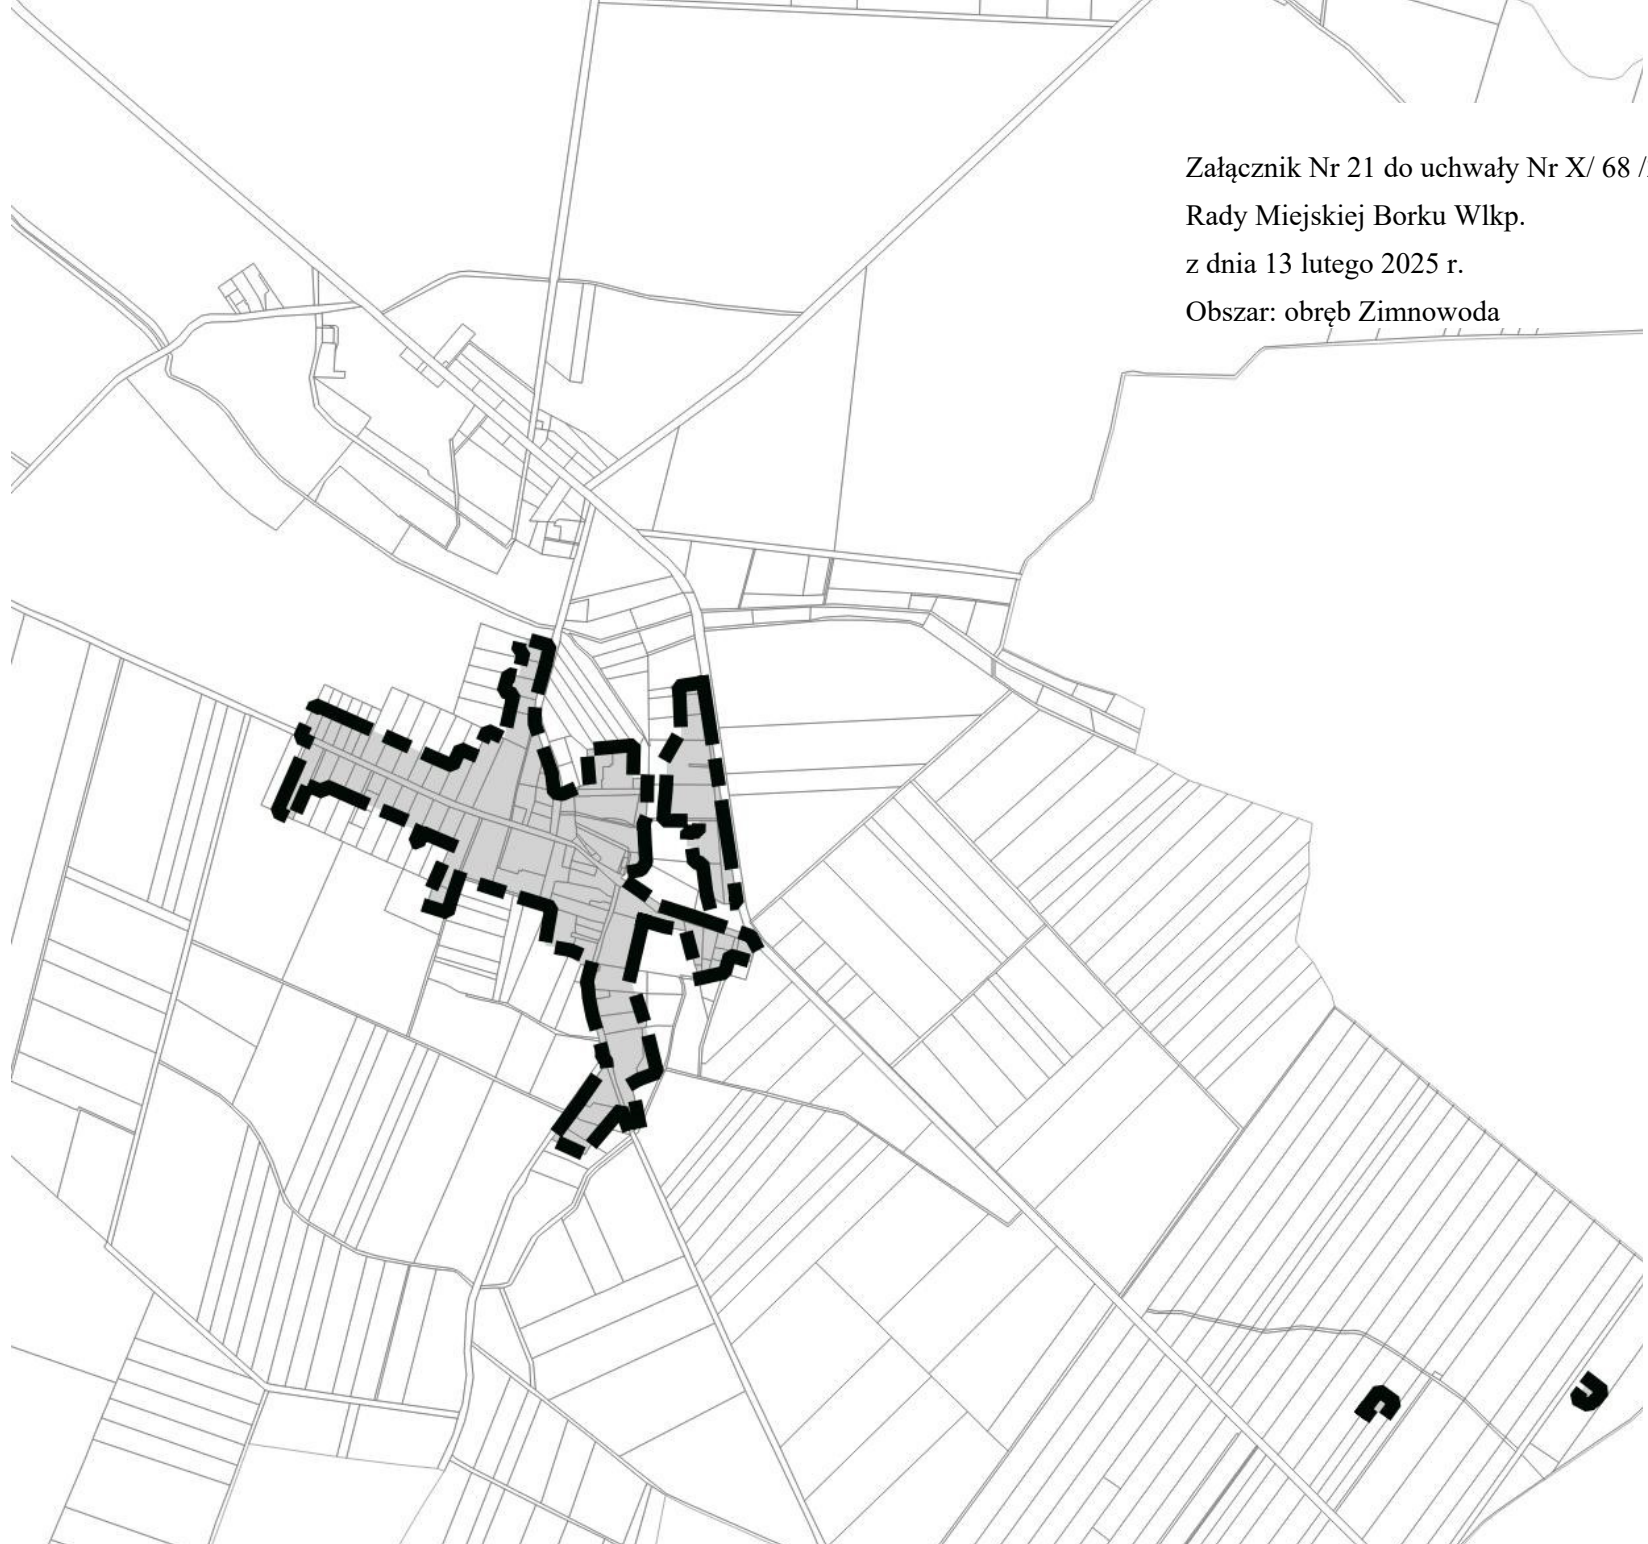 Załącznik Nr 21 do uchwały Nr X/ 68 /
Rady Miejskiej Borku Wlkp.
z dnia 13 lutego 2025 r.
Obszar: obręb Zimnowoda